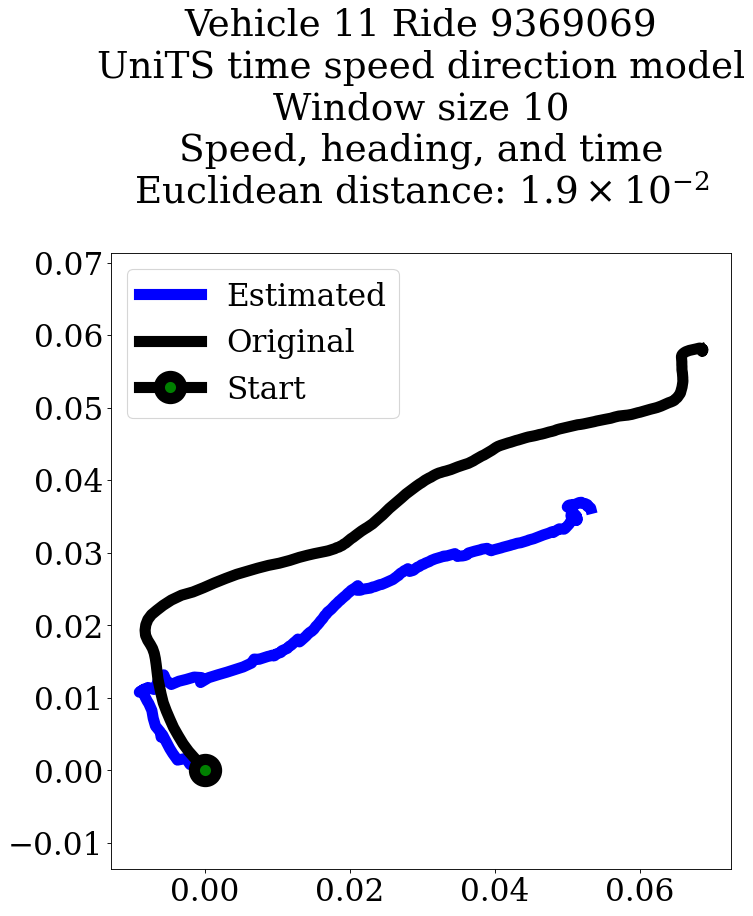 Vehicle 11 Ride 9369069
UniTS time speed direction model
Window size 10
Speed, heading, and time
Euclidean distance: 1.9 × 10⁻²
0.07
0.06
0.05
0.04
0.03
0.02
0.01
0.00
−0.01
Estimated
Original
Start
0.00 0.02 0.04 0.06